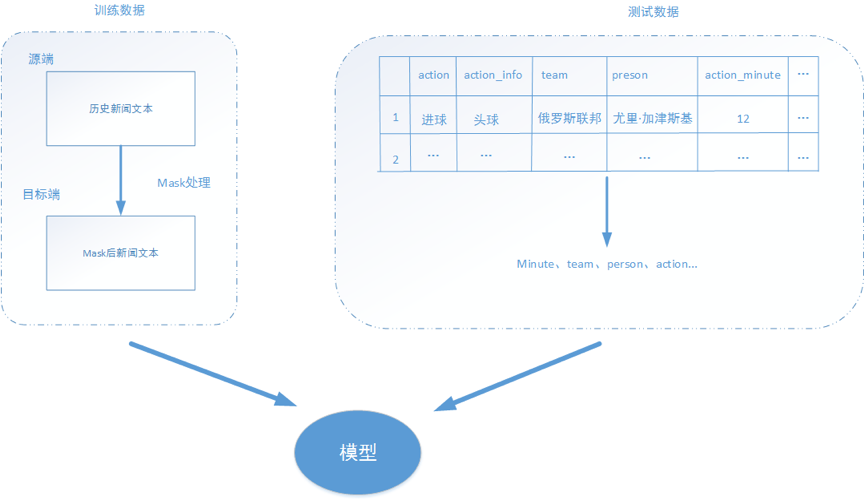 训练数据
源端
历史新闻文本
Mask处理
目标端
Mask后新闻文本
测试数据
action action_info team preson action_minute ...
1 进球 头球 俄罗斯联邦 尤里·加津斯基 12 ...
2 ... ... ... ... ... ...
Minute、team、person、action...
模型